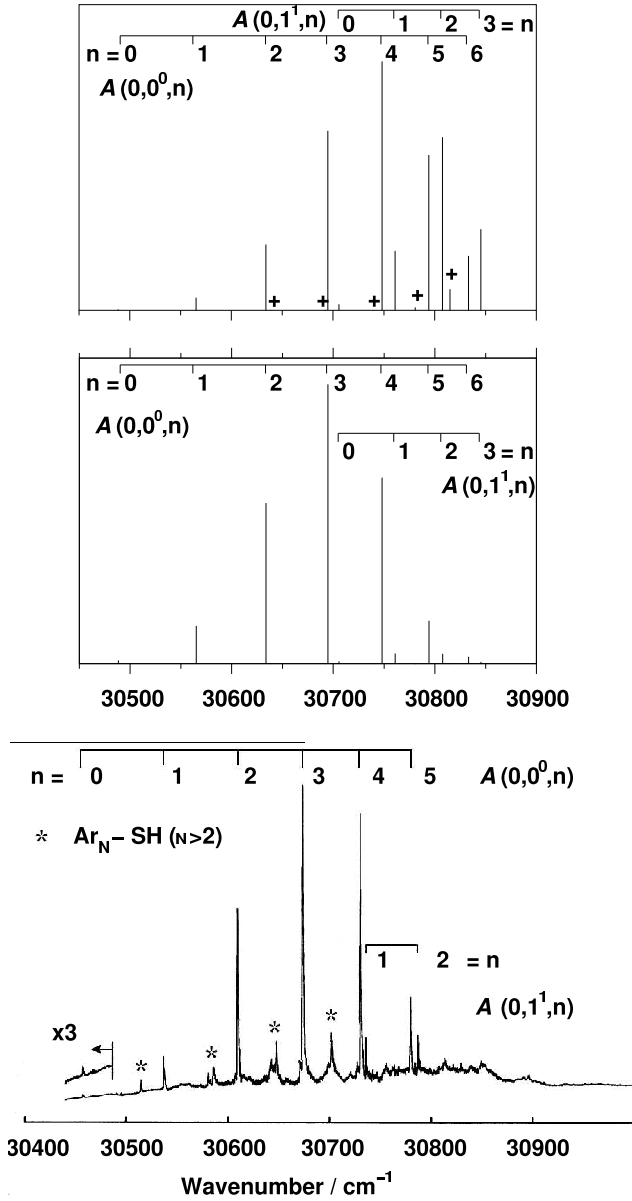 A (0,1¹,n) 0 1 2 3 = n
n = 0 1 2 3 4 5 6
A (0,0⁰,n)
+ + + + +
n = 0 1 2 3 4 5 6
A (0,0⁰,n)
0 1 2 3 = n
A (0,1¹,n)
30500 30600 30700 30800 30900
n = 0 1 2 3 4 5 A (0,0⁰,n)
* Ar_N – SH (N>2)
1 2 = n
A (0,1¹,n)
x3
* * * *
30400 30500 30600 30700 30800 30900
Wavenumber / cm⁻¹